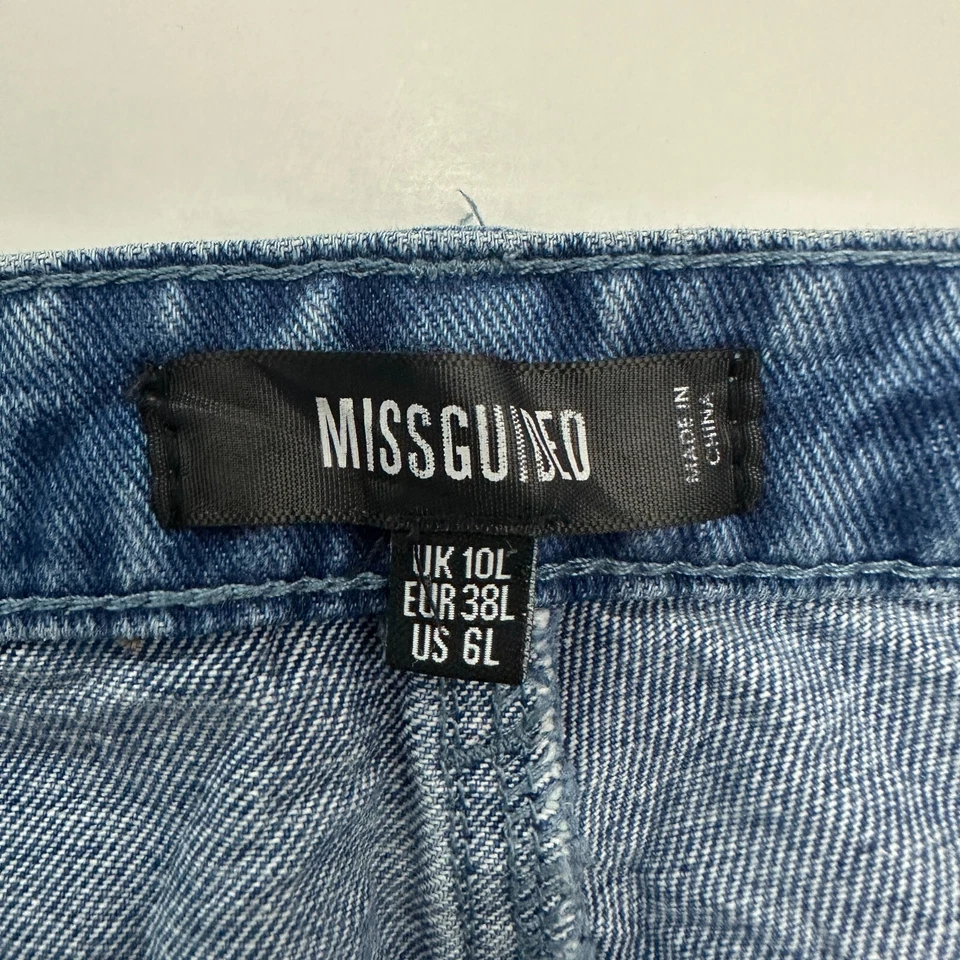 MISSGUIDED
MADE IN
CHINA
UK 10L
EUR 38L
US 6L